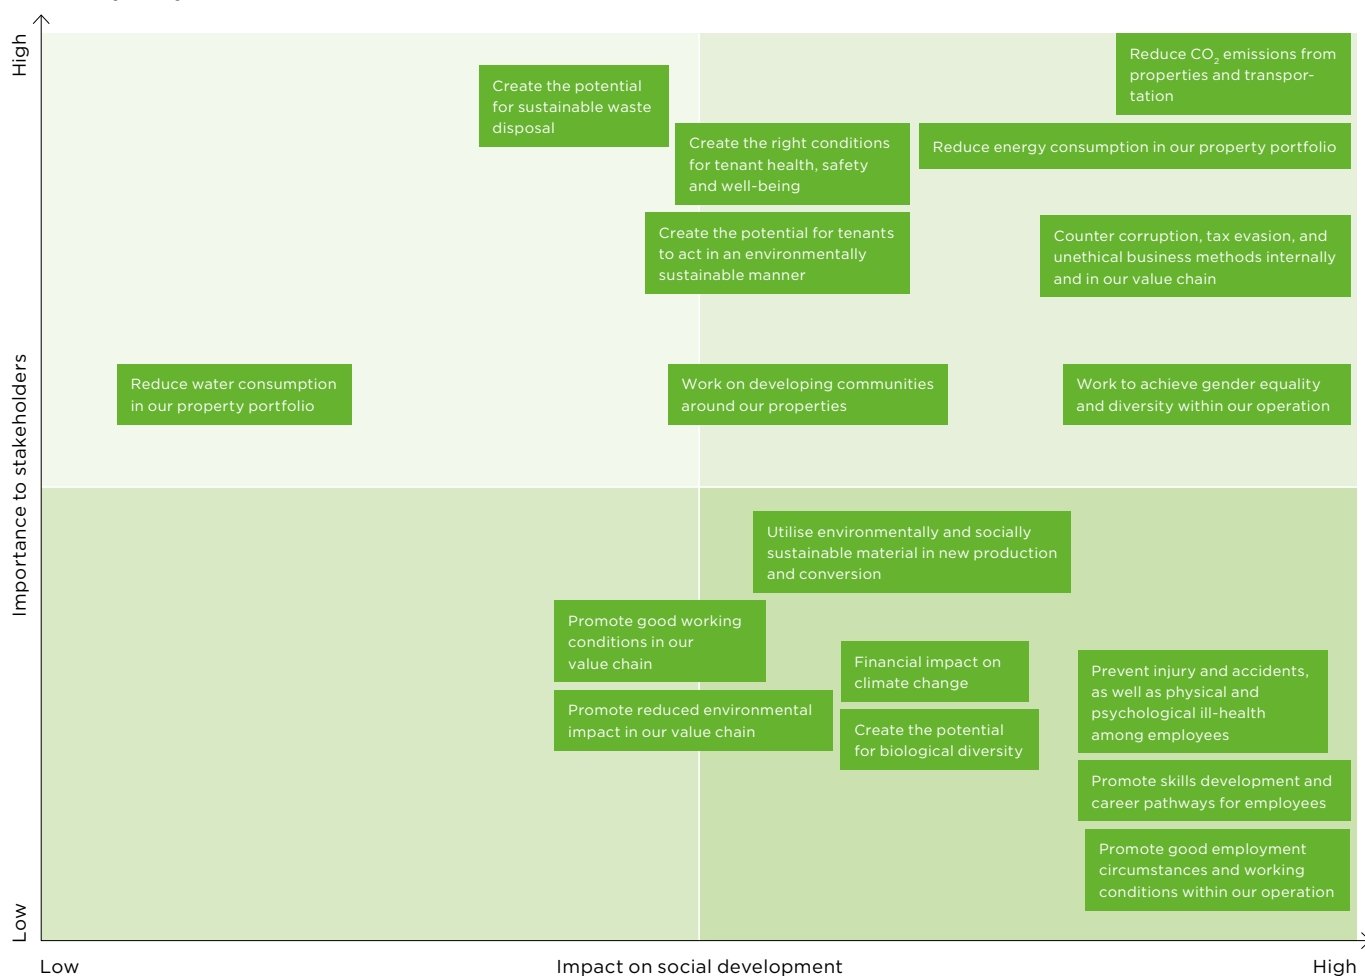 High
Reduce CO₂ emissions from
properties and transpor-
tation
Create the potential
for sustainable waste
disposal
Create the right conditions
for tenant health, safety
and well-being
Reduce energy consumption in our property portfolio
Create the potential for tenants
to act in an environmentally
sustainable manner
Counter corruption, tax evasion, and
unethical business methods internally
and in our value chain
Importance to stakeholders
Reduce water consumption
in our property portfolio
Work on developing communities
around our properties
Work to achieve gender equality
and diversity within our operation
Utilise environmentally and socially
sustainable material in new production
and conversion
Promote good working
conditions in our
value chain
Financial impact on
climate change
Prevent injury and accidents,
as well as physical and
psychological ill-health
among employees
Promote reduced environmental
impact in our value chain
Create the potential
for biological diversity
Promote skills development and
career pathways for employees
Promote good employment
circumstances and working
conditions within our operation
Low
Low
Impact on social development
High